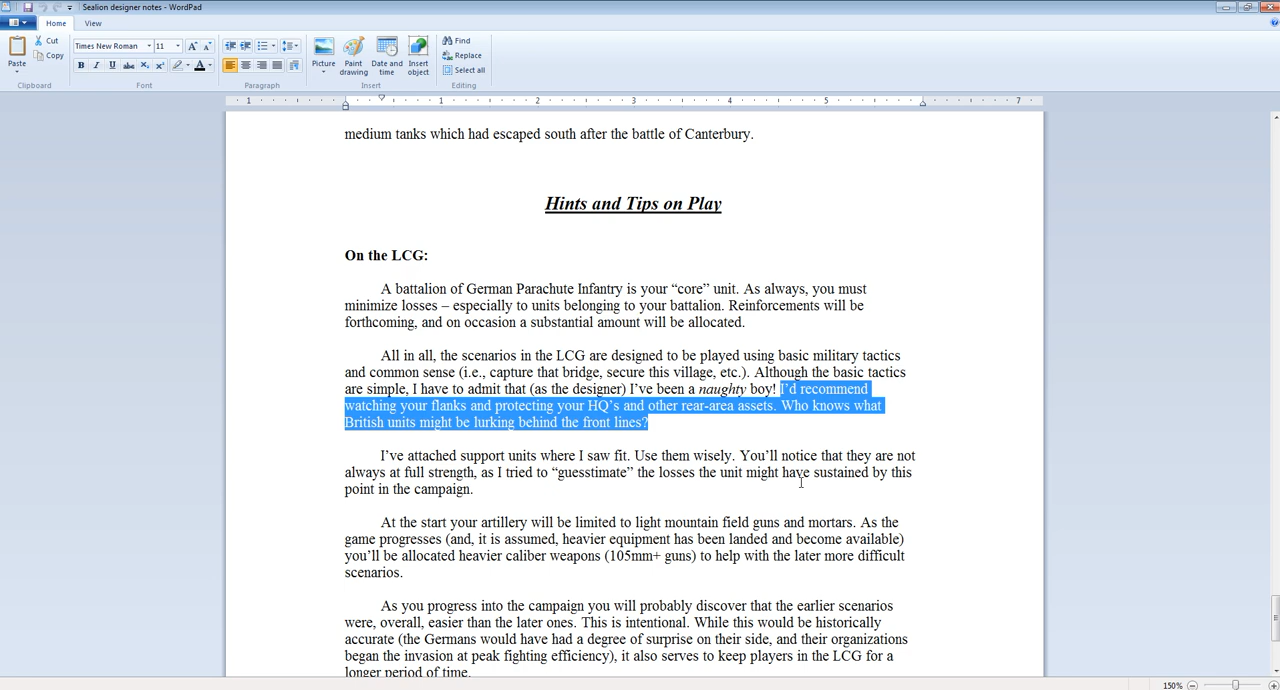 Sealion designer notes - WordPad
Home View
Paste
Cut
Copy
Clipboard
Times New Roman 11
B I U abc X₂ X² A
Font
Paragraph
Picture
Paint drawing
Date and time
Insert object
Insert
Find
Replace
Select all
Editing
1 1 2 3 4 5 7
medium tanks which had escaped south after the battle of Canterbury.
Hints and Tips on Play
On the LCG:
A battalion of German Parachute Infantry is your “core” unit. As always, you must
minimize losses – especially to units belonging to your battalion. Reinforcements will be
forthcoming, and on occasion a substantial amount will be allocated.
All in all, the scenarios in the LCG are designed to be played using basic military tactics
and common sense (i.e., capture that bridge, secure this village, etc.). Although the basic tactics
are simple, I have to admit that (as the designer) I’ve been a naughty boy! I’d recommend
watching your flanks and protecting your HQ’s and other rear-area assets. Who knows what
British units might be lurking behind the front lines?
I’ve attached support units where I saw fit. Use them wisely. You’ll notice that they are not
always at full strength, as I tried to “guesstimate” the losses the unit might have sustained by this
point in the campaign.
At the start your artillery will be limited to light mountain field guns and mortars. As the
game progresses (and, it is assumed, heavier equipment has been landed and become available)
you’ll be allocated heavier caliber weapons (105mm+ guns) to help with the later more difficult
scenarios.
As you progress into the campaign you will probably discover that the earlier scenarios
were, overall, easier than the later ones. This is intentional. While this would be historically
accurate (the Germans would have had a degree of surprise on their side, and their organizations
began the invasion at peak fighting efficiency), it also serves to keep players in the LCG for a
longer period of time.
150%